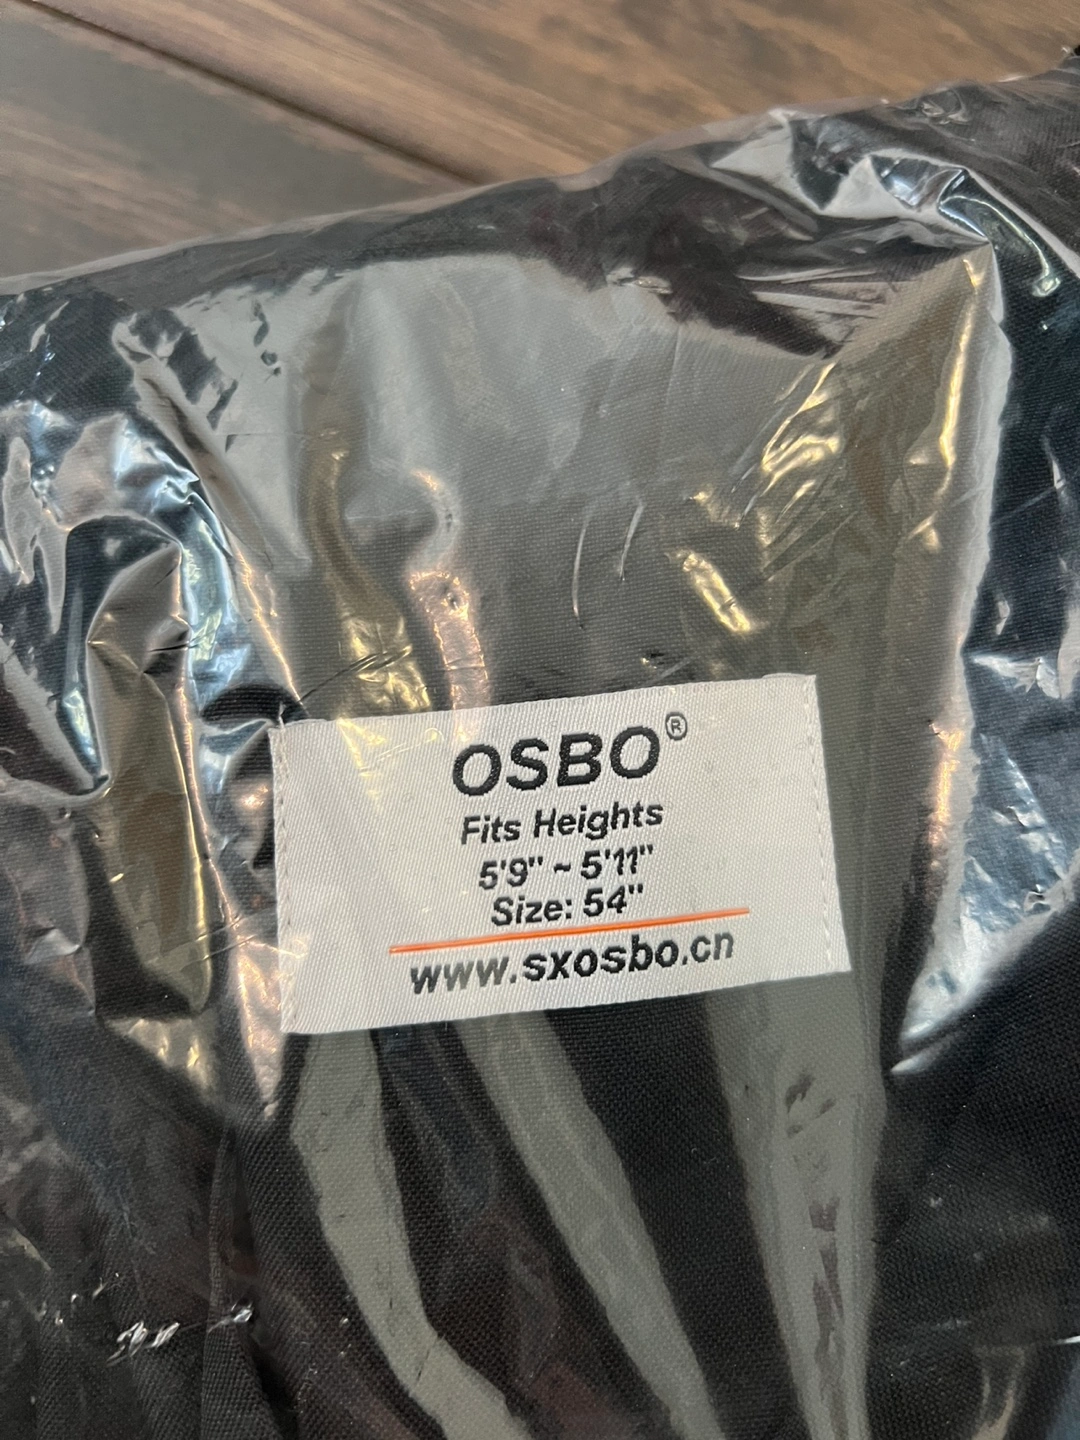 OSBO®
Fits Heights
5'9" ~ 5'11"
Size: 54"
www.sxosbo.cn